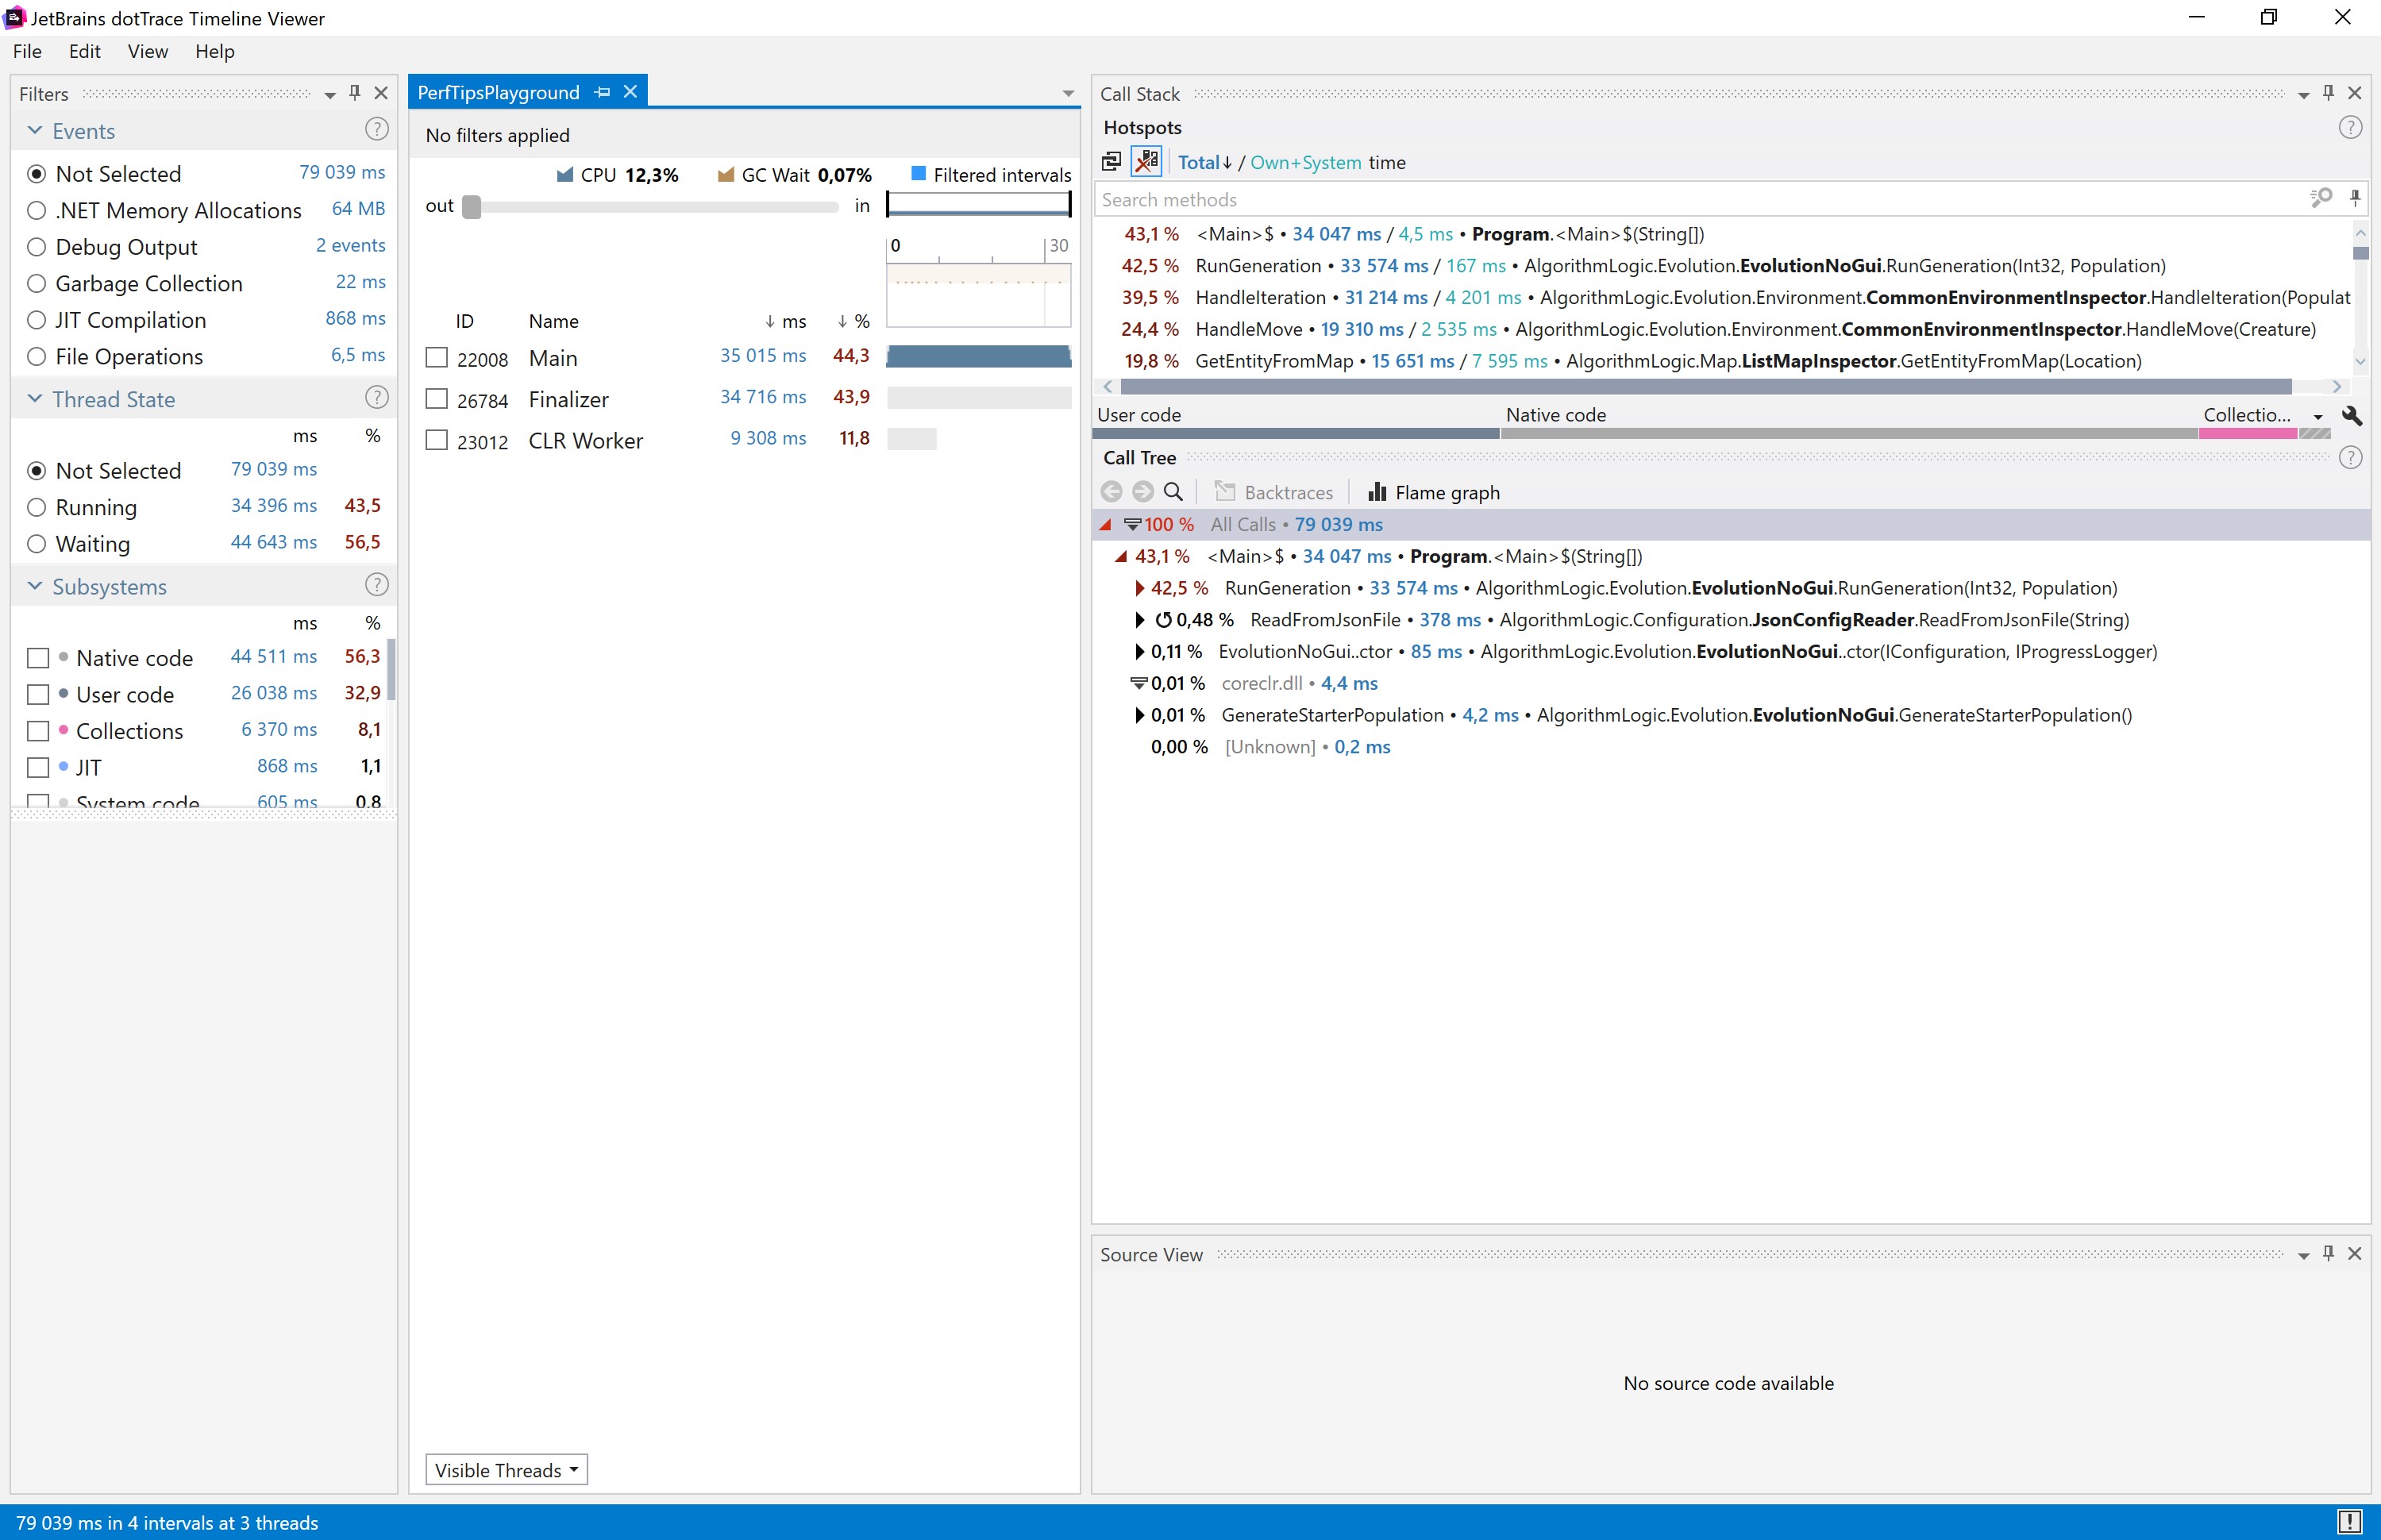 JetBrains dotTrace Timeline Viewer
File Edit View Help
Filters
Events
Not Selected 79 039 ms
.NET Memory Allocations 64 MB
Debug Output 2 events
Garbage Collection 22 ms
JIT Compilation 868 ms
File Operations 6,5 ms
Thread State
ms %
Not Selected 79 039 ms
Running 34 396 ms 43,5
Waiting 44 643 ms 56,5
Subsystems
ms %
Native code 44 511 ms 56,3
User code 26 038 ms 32,9
Collections 6 370 ms 8,1
JIT 868 ms 1,1
System code 605 ms 0,8
PerfTipsPlayground
No filters applied
CPU 12,3% GC Wait 0,07% Filtered intervals
out in
0 30
ID Name ↓ ms ↓ %
22008 Main 35 015 ms 44,3
26784 Finalizer 34 716 ms 43,9
23012 CLR Worker 9 308 ms 11,8
Visible Threads
Call Stack
Hotspots
Total↓ / Own+System time
Search methods
43,1 % <Main>$ • 34 047 ms / 4,5 ms • Program.<Main>$(String[])
42,5 % RunGeneration • 33 574 ms / 167 ms • AlgorithmLogic.Evolution.EvolutionNoGui.RunGeneration(Int32, Population)
39,5 % HandleIteration • 31 214 ms / 4 201 ms • AlgorithmLogic.Evolution.Environment.CommonEnvironmentInspector.HandleIteration(Populat
24,4 % HandleMove • 19 310 ms / 2 535 ms • AlgorithmLogic.Evolution.Environment.CommonEnvironmentInspector.HandleMove(Creature)
19,8 % GetEntityFromMap • 15 651 ms / 7 595 ms • AlgorithmLogic.Map.ListMapInspector.GetEntityFromMap(Location)
User code Native code Collectio...
Call Tree
Backtraces Flame graph
100 % All Calls • 79 039 ms
43,1 % <Main>$ • 34 047 ms • Program.<Main>$(String[])
42,5 % RunGeneration • 33 574 ms • AlgorithmLogic.Evolution.EvolutionNoGui.RunGeneration(Int32, Population)
0,48 % ReadFromJsonFile • 378 ms • AlgorithmLogic.Configuration.JsonConfigReader.ReadFromJsonFile(String)
0,11 % EvolutionNoGui..ctor • 85 ms • AlgorithmLogic.Evolution.EvolutionNoGui..ctor(IConfiguration, IProgressLogger)
0,01 % coreclr.dll • 4,4 ms
0,01 % GenerateStarterPopulation • 4,2 ms • AlgorithmLogic.Evolution.EvolutionNoGui.GenerateStarterPopulation()
0,00 % [Unknown] • 0,2 ms
Source View
No source code available
79 039 ms in 4 intervals at 3 threads